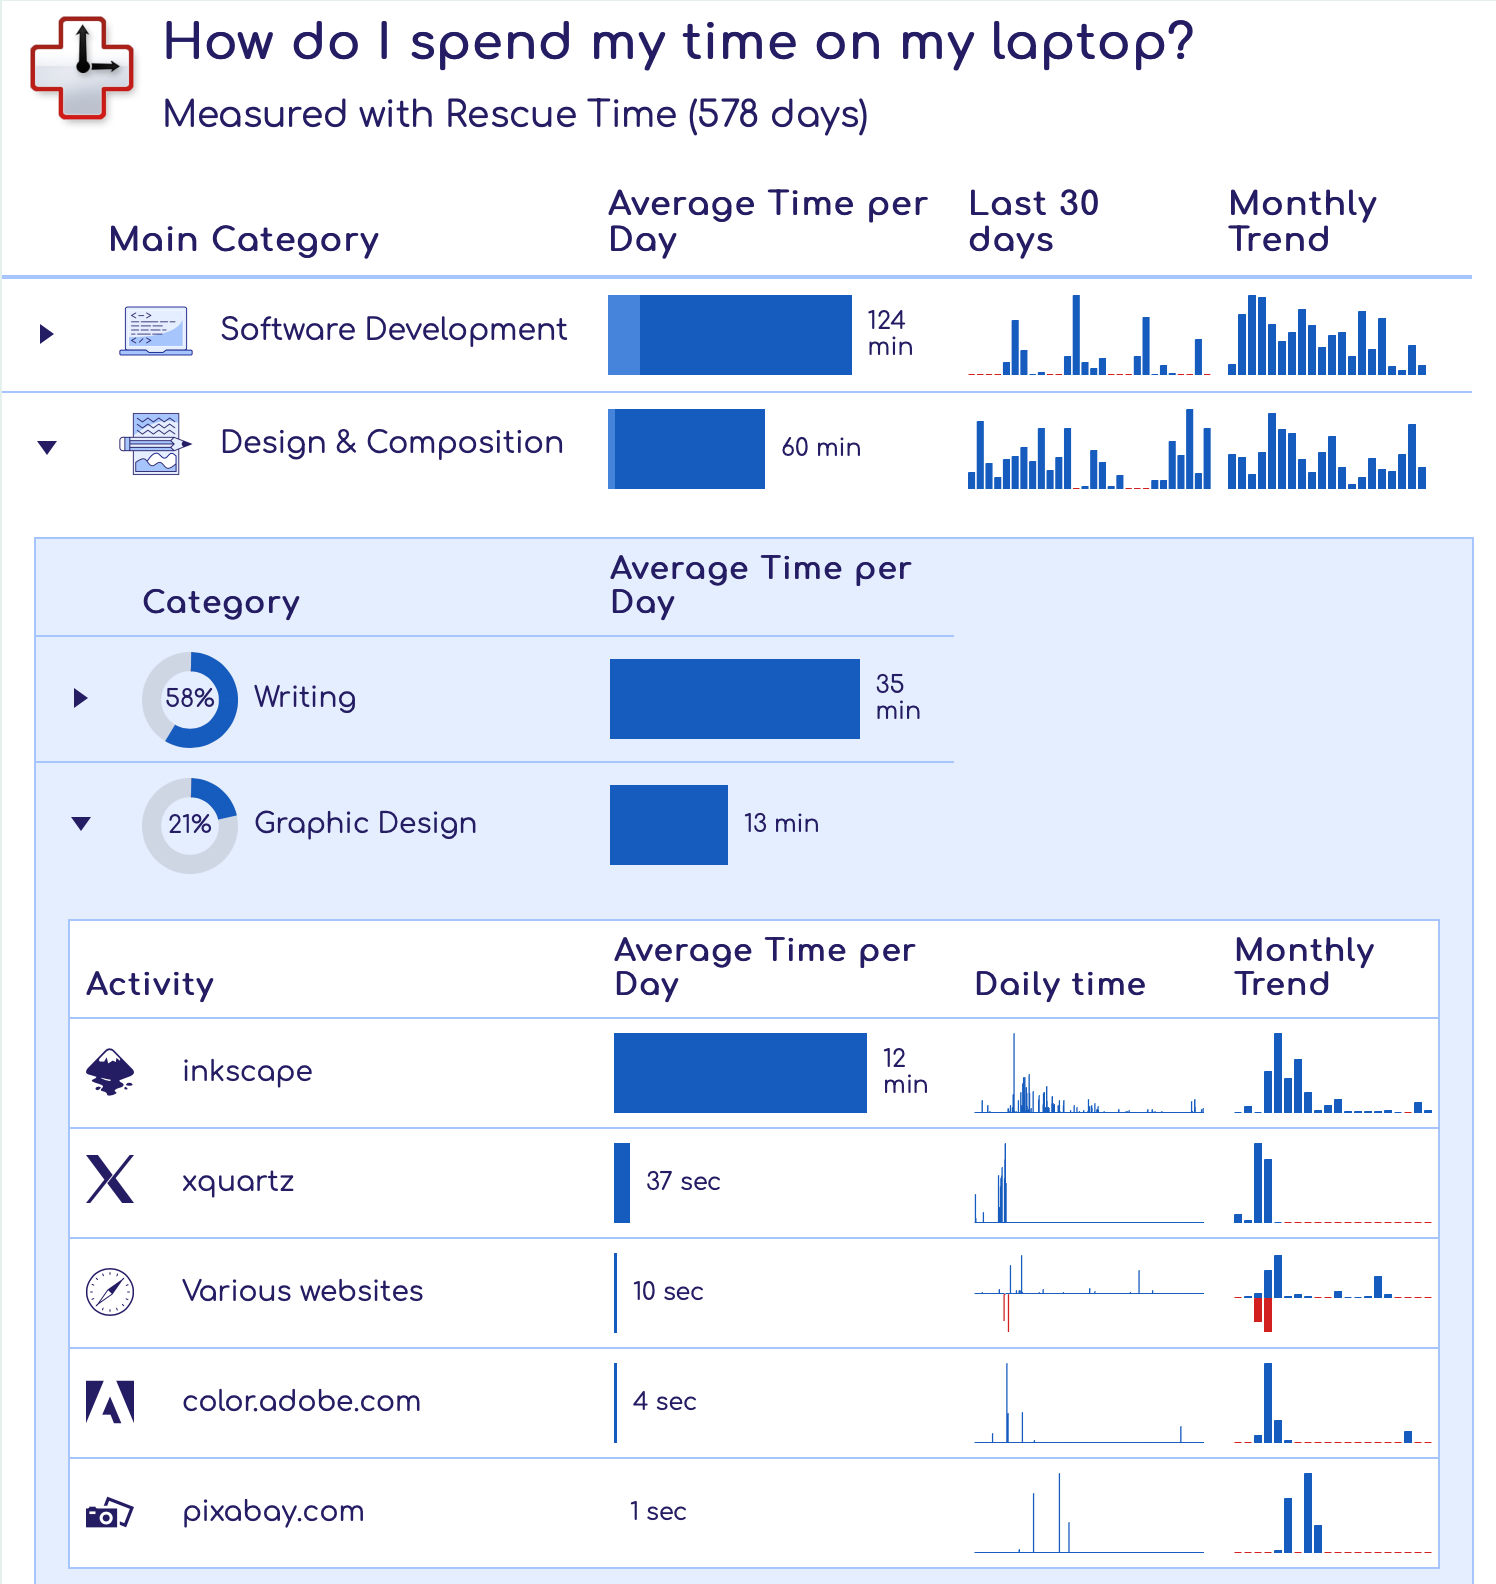 How do I spend my time on my laptop?
Measured with Rescue Time (578 days)
Main Category
Average Time per
Day
Last 30
days
Monthly
Trend
<->
</>
Software Development
124
min
Design & Composition
60 min
Category
Average Time per
Day
58%
Writing
35
min
21%
Graphic Design
13 min
Activity
Average Time per
Day
Daily time
Monthly
Trend
inkscape
12
min
xquartz
37 sec
Various websites
10 sec
color.adobe.com
4 sec
pixabay.com
1 sec